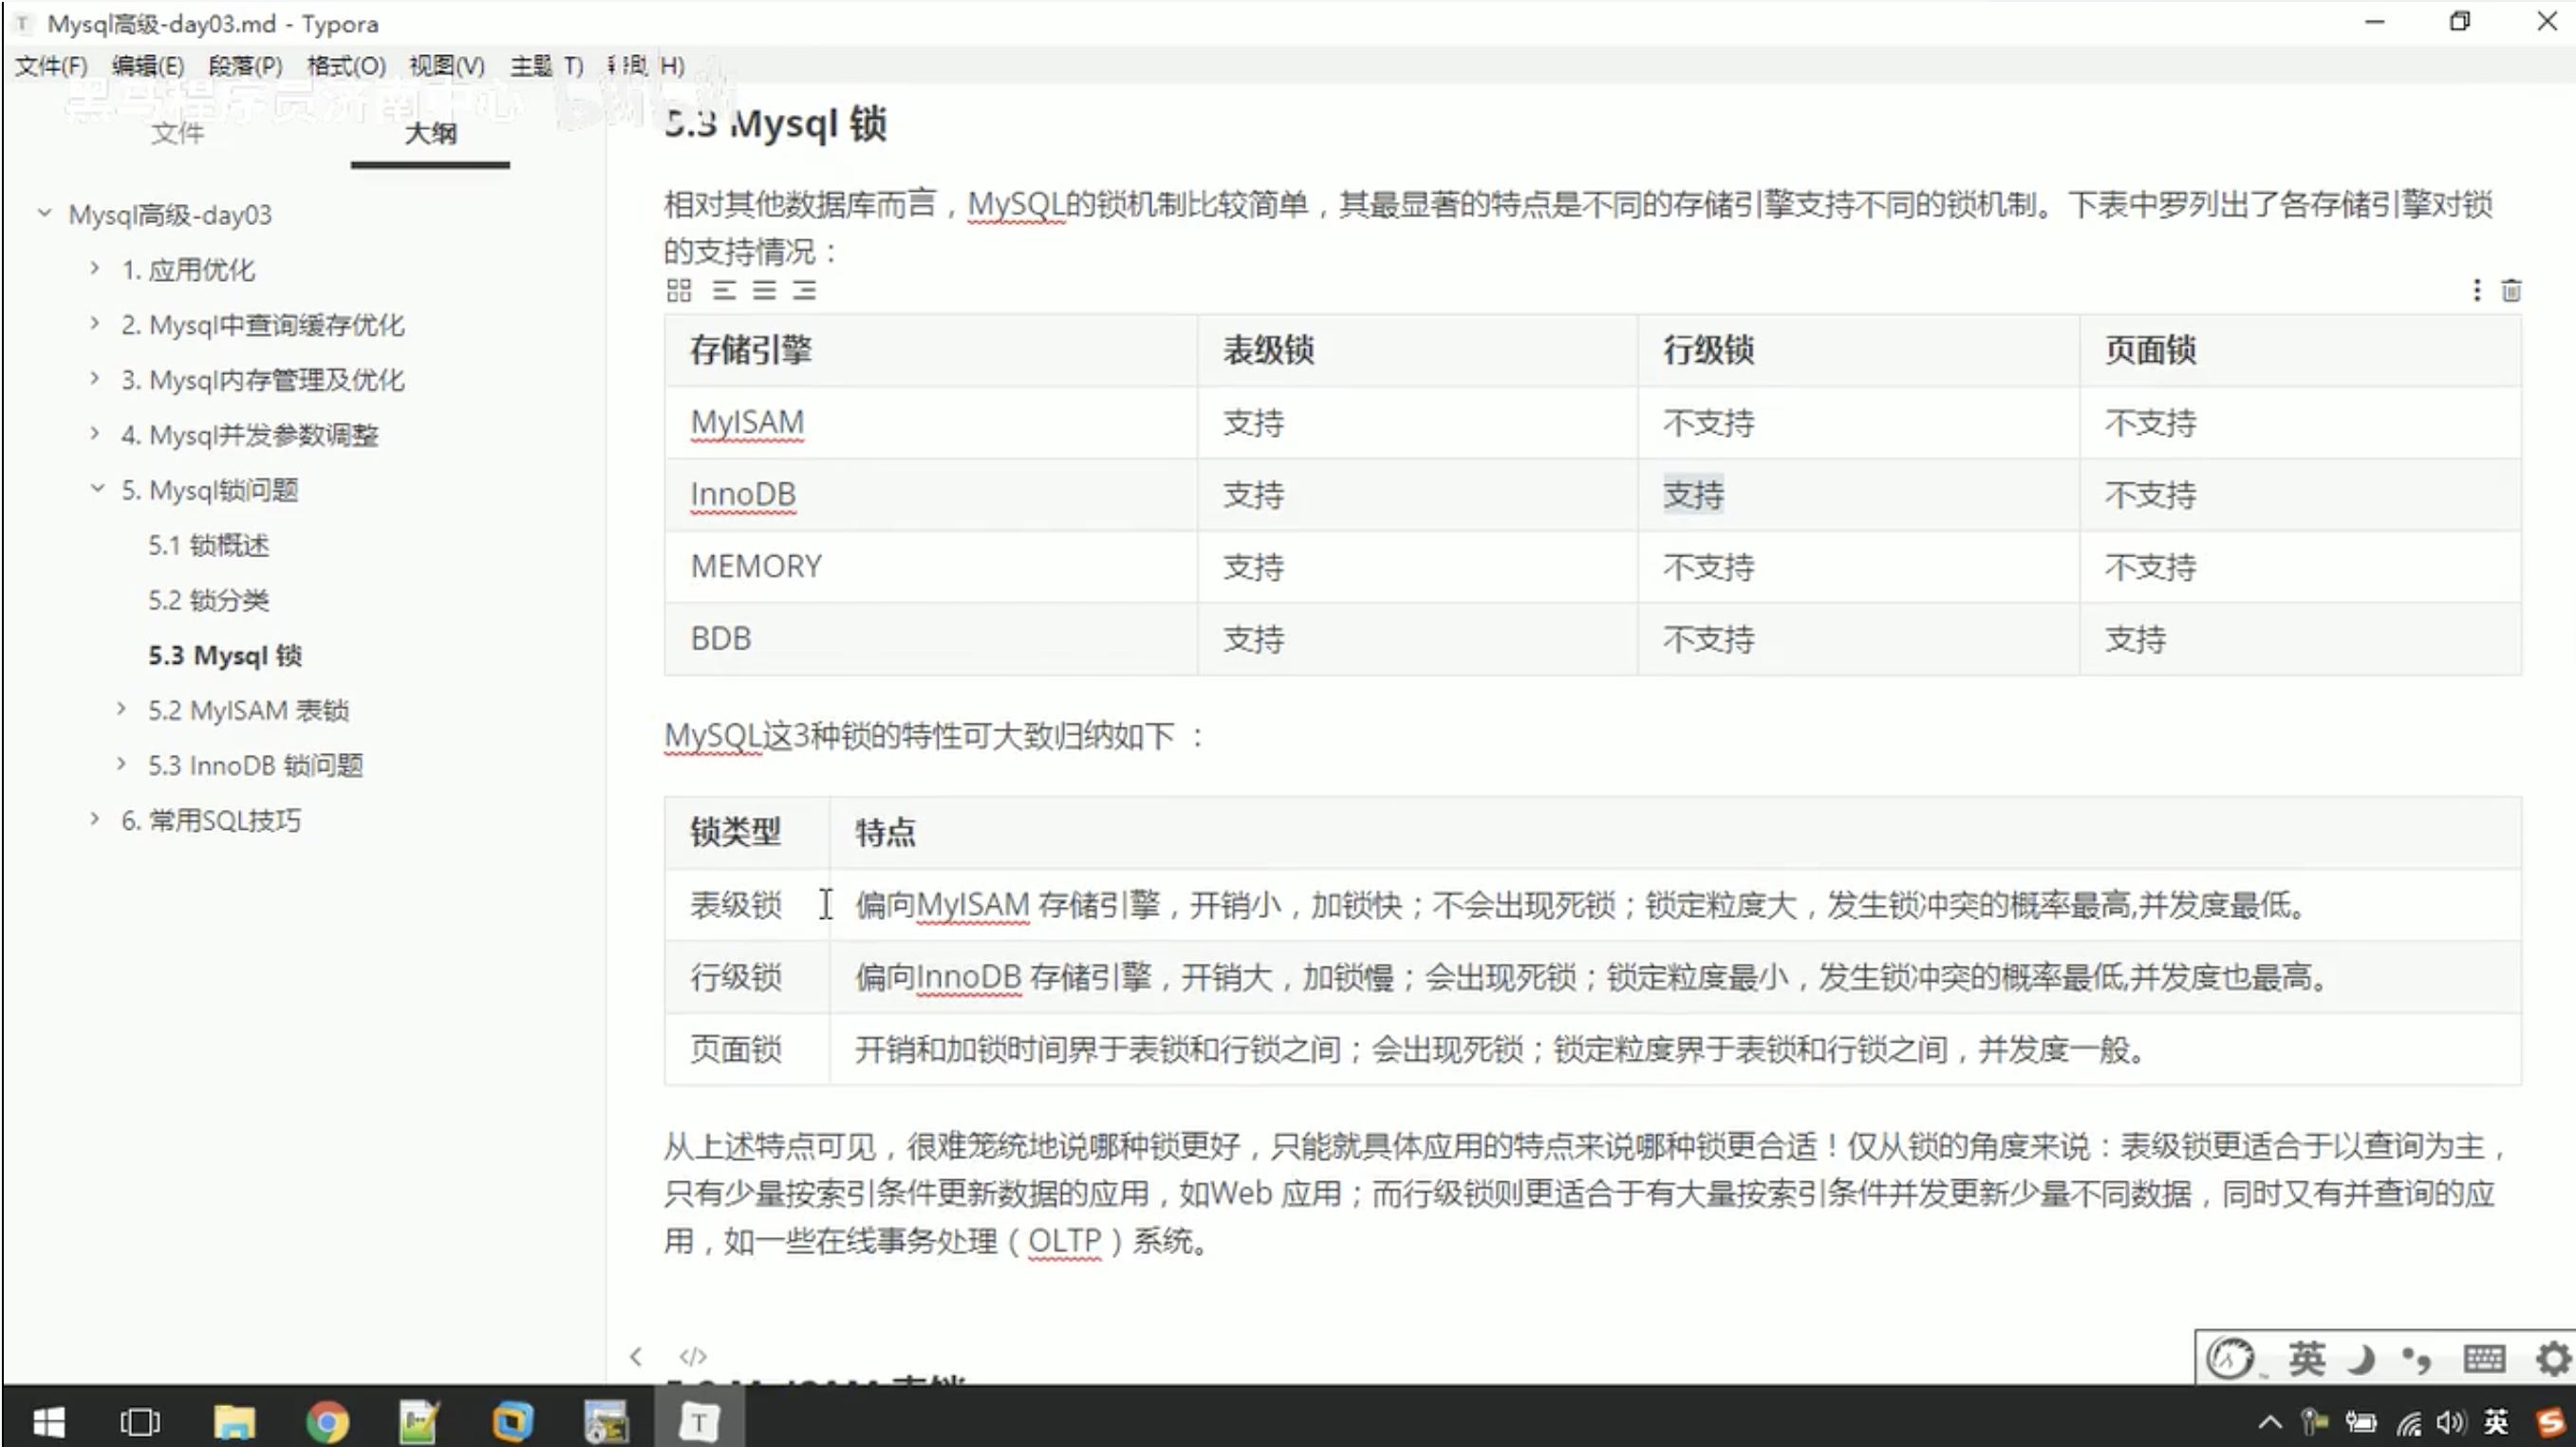 Mysql高级-day03.md - Typora
文件(F) 编辑(E) 段落(P) 格式(O) 视图(V) 主题 T) 帮助 H)
黑马程序员济南中心 bilibili
文件 大纲
Mysql高级-day03
1. 应用优化
2. Mysql中查询缓存优化
3. Mysql内存管理及优化
4. Mysql并发参数调整
5. Mysql锁问题
5.1 锁概述
5.2 锁分类
5.3 Mysql 锁
5.2 MyISAM 表锁
5.3 InnoDB 锁问题
6. 常用SQL技巧
5.3 Mysql 锁
相对其他数据库而言，MySQL的锁机制比较简单，其最显著的特点是不同的存储引擎支持不同的锁机制。下表中罗列出了各存储引擎对锁
的支持情况：
存储引擎 表级锁 行级锁 页面锁
MyISAM 支持 不支持 不支持
InnoDB 支持 支持 不支持
MEMORY 支持 不支持 不支持
BDB 支持 不支持 支持
MySQL这3种锁的特性可大致归纳如下 ：
锁类型 特点
表级锁 偏向MyISAM 存储引擎，开销小，加锁快；不会出现死锁；锁定粒度大，发生锁冲突的概率最高,并发度最低。
行级锁 偏向InnoDB 存储引擎，开销大，加锁慢；会出现死锁；锁定粒度最小，发生锁冲突的概率最低,并发度也最高。
页面锁 开销和加锁时间界于表锁和行锁之间；会出现死锁；锁定粒度界于表锁和行锁之间，并发度一般。
从上述特点可见，很难笼统地说哪种锁更好，只能就具体应用的特点来说哪种锁更合适！仅从锁的角度来说：表级锁更适合于以查询为主，
只有少量按索引条件更新数据的应用，如Web 应用；而行级锁则更适合于有大量按索引条件并发更新少量不同数据，同时又有并查询的应
用，如一些在线事务处理（OLTP）系统。
</>
5.2 MyISAM 表锁
英
英